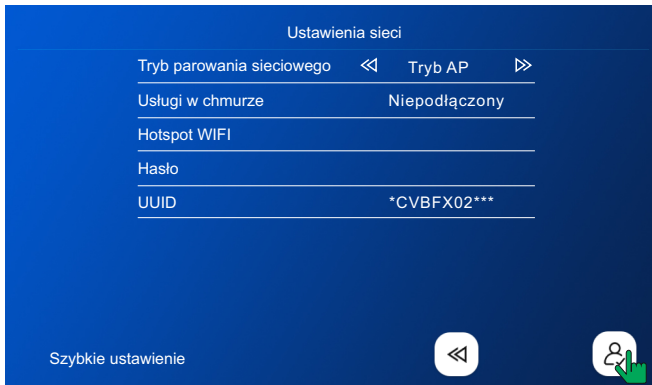 Ustawienia sieci
Tryb parowania sieciowego Tryb AP
Usługi w chmurze Niepodłączony
Hotspot WIFI
Hasło
UUID *CVBFX02***
Szybkie ustawienie